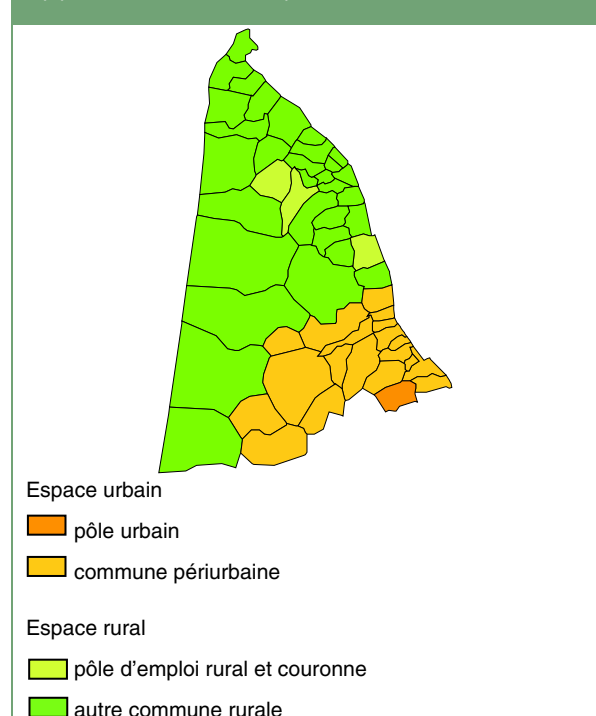 Espace urbain
pôle urbain
commune périurbaine
Espace rural
pôle d'emploi rural et couronne
autre commune rurale